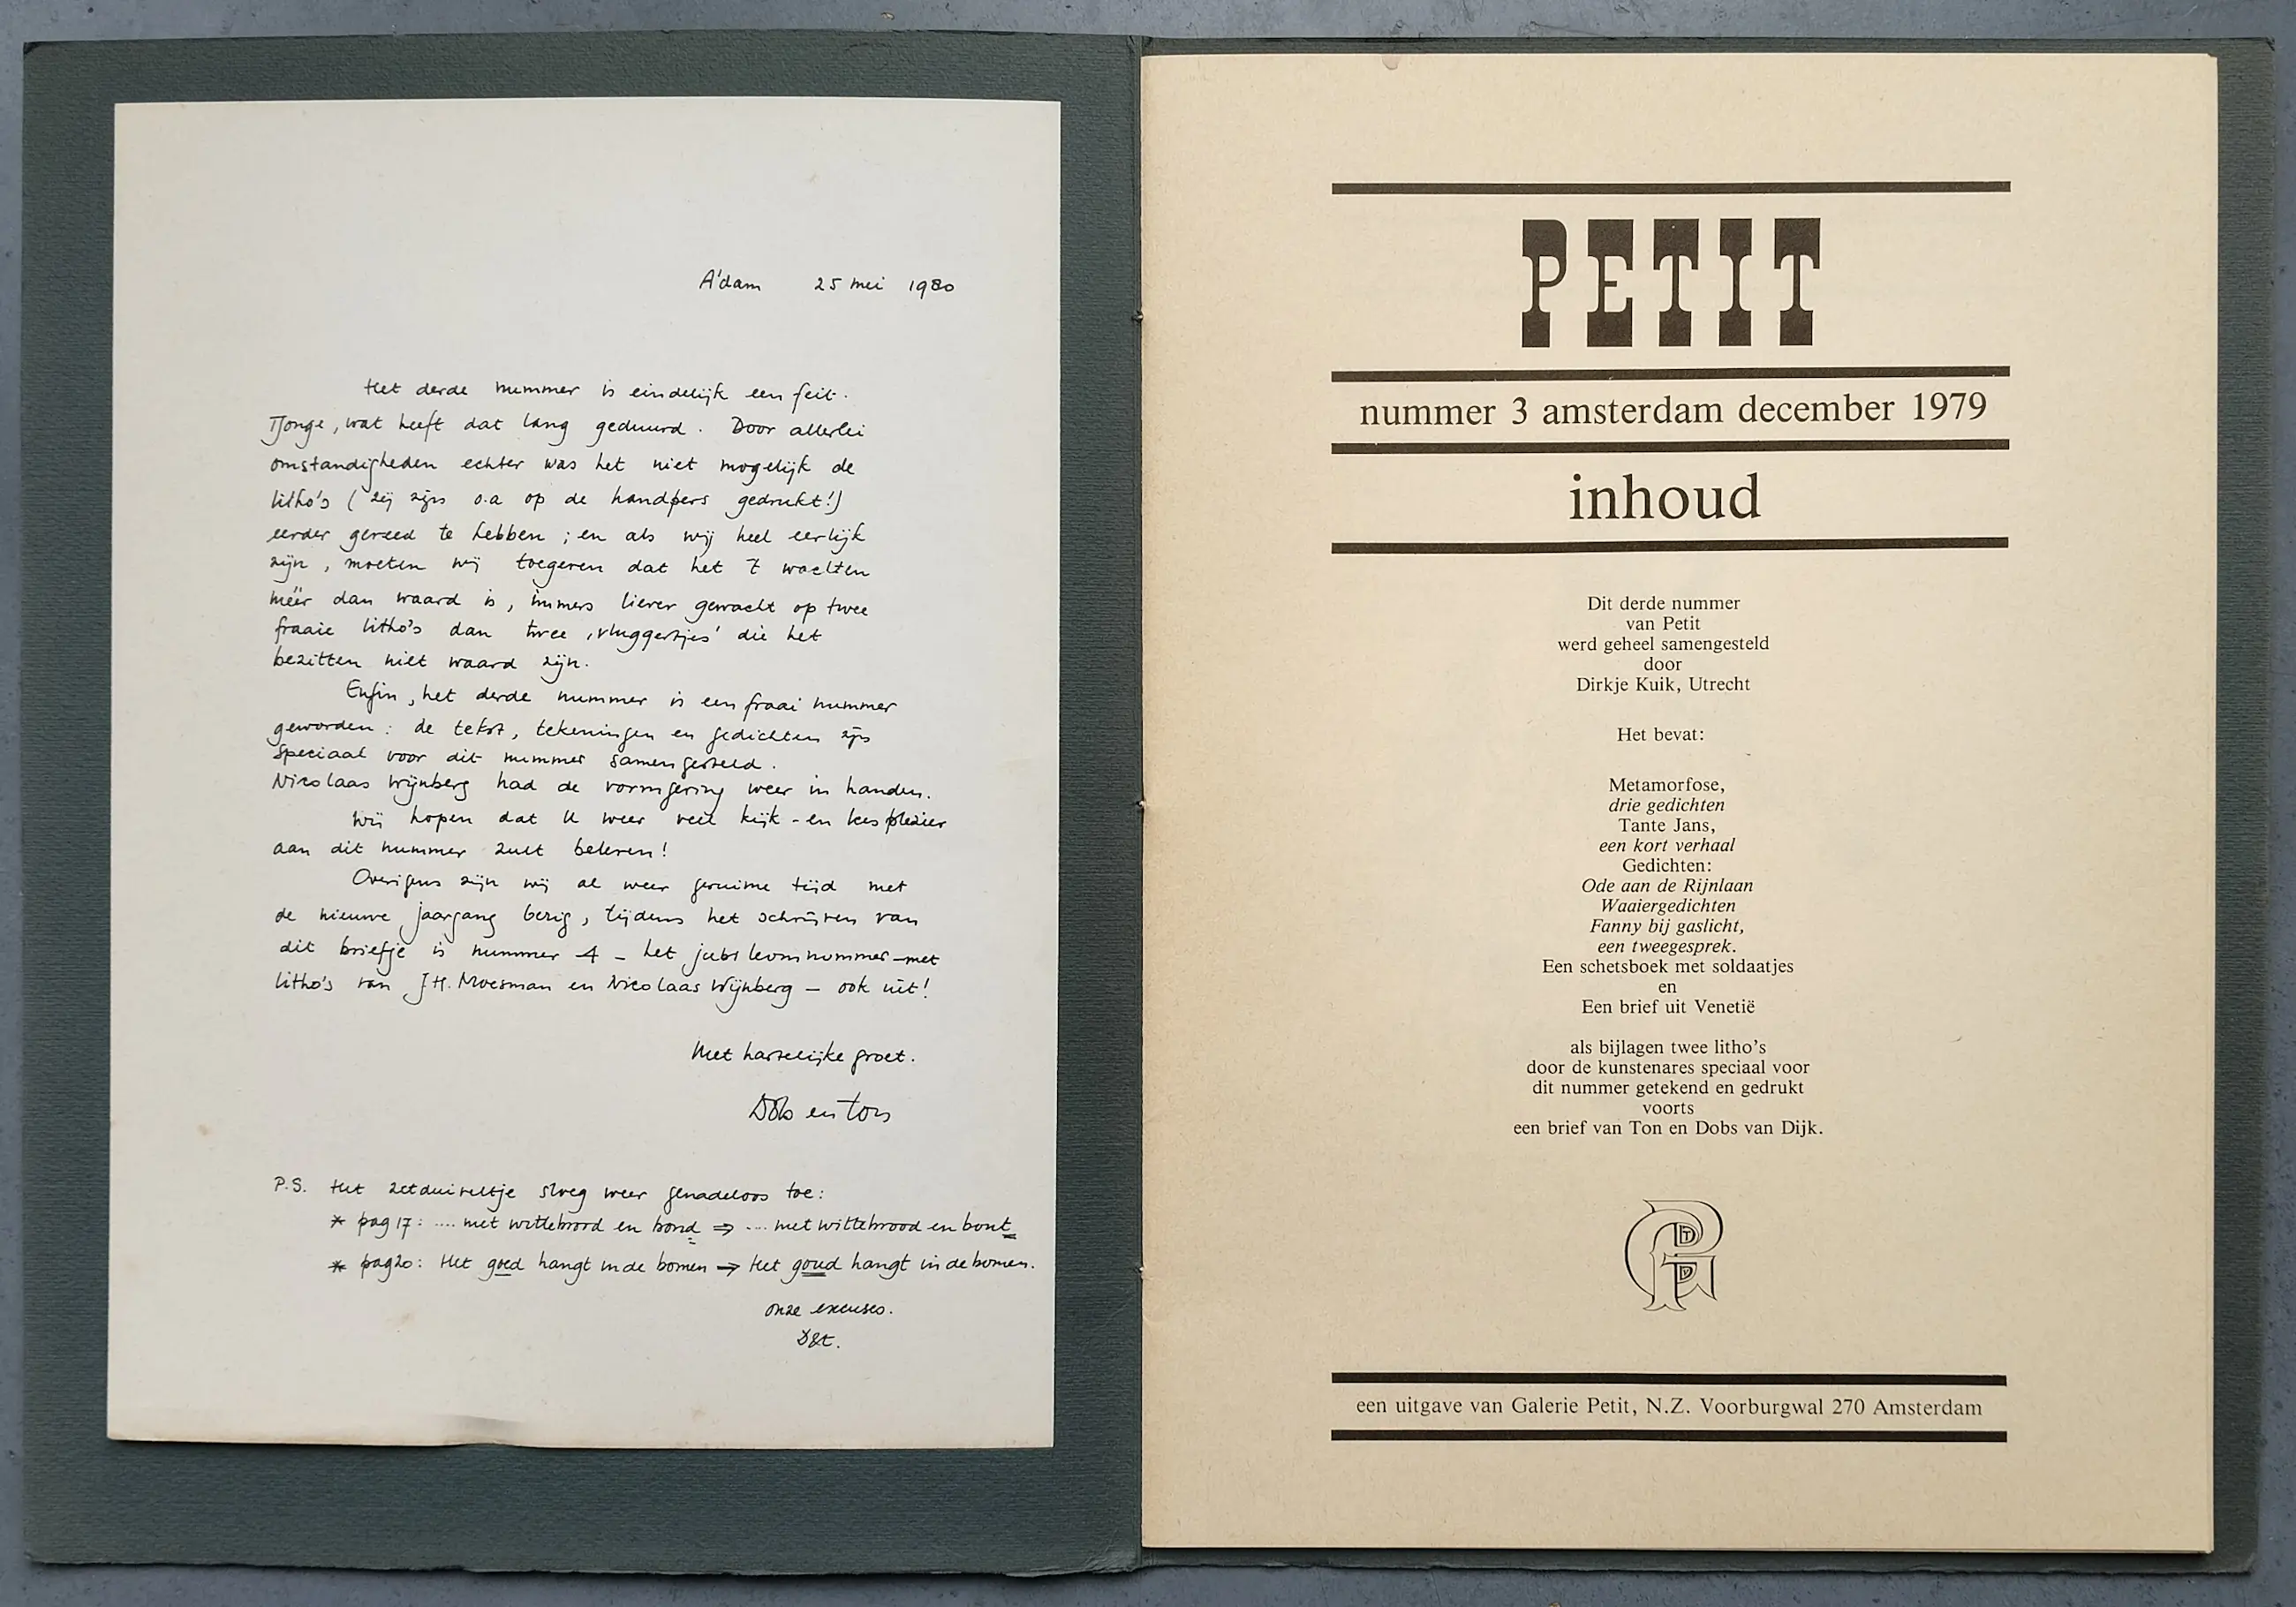 A'dam 25 mei 1980
Het derde nummer is eindelijk een feit.
Tjonge, wat heeft dat lang geduurd. Door allerlei
omstandigheden echter was het niet mogelijk de
litho's (zij zijn o.a op de handpers gedrukt!)
eerder gereed te hebben ; en als wij heel eerlijk
zijn, moeten wij toegeven dat het 't wachten
méér dan waard is, immers liever gewacht op twee
fraaie litho's dan twee ‚vluggertjes' die het
bezitten niet waard zijn.
Enfin, het derde nummer is een fraai nummer
geworden : de tekst, tekeningen en gedichten zijn
speciaal voor dit nummer samengesteld.
Nicolaas Wijnberg had de vormgeving weer in handen.
Wij hopen dat U weer veel kijk-en leesplezier
aan dit nummer zult beleven!
Overigens zijn wij al weer geruime tijd met
de nieuwe jaargang bezig, tijdens het schrijven van
dit briefje is nummer 4 - het jubileumnummer-met
litho's van J.H. Moesman en Nicolaas Wijnberg - ook uit!
Met hartelijke groet.
Dobs en Ton
P.S. Het zetduiveltje sloeg weer genadeloos toe:
* pag 17: .... met wittebrood en bond ⇒ .... met wittebrood en bont
* pag 20: Het goed hangt in de bomen → Het goud hangt in de bomen.
onze excuses.
D&t.
PETIT
nummer 3 amsterdam december 1979
inhoud
Dit derde nummer
van Petit
werd geheel samengesteld
door
Dirkje Kuik, Utrecht
Het bevat:
Metamorfose,
drie gedichten
Tante Jans,
een kort verhaal
Gedichten:
Ode aan de Rijnlaan
Waaiergedichten
Fanny bij gaslicht,
een tweegesprek.
Een schetsboek met soldaatjes
en
Een brief uit Venetië
als bijlagen twee litho's
door de kunstenares speciaal voor
dit nummer getekend en gedrukt
voorts
een brief van Ton en Dobs van Dijk.
een uitgave van Galerie Petit, N.Z. Voorburgwal 270 Amsterdam